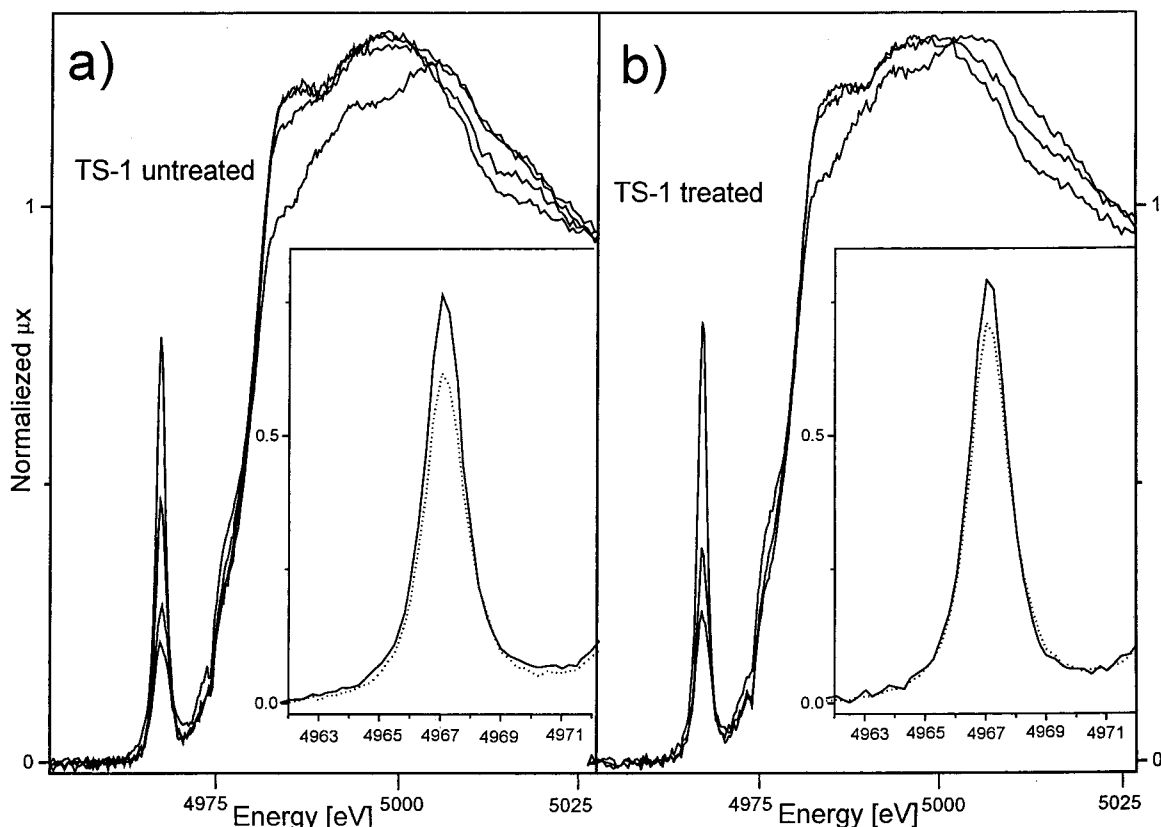 a)
TS-1 untreated
1
Normaliezed µx
0
0.5
0.0
4963 4965 4967 4969 4971
4975 5000 5025
Energy [eV]
b)
TS-1 treated
1
0
0.5
0.0
4963 4965 4967 4969 4971
4975 5000 5025
Energy [eV]